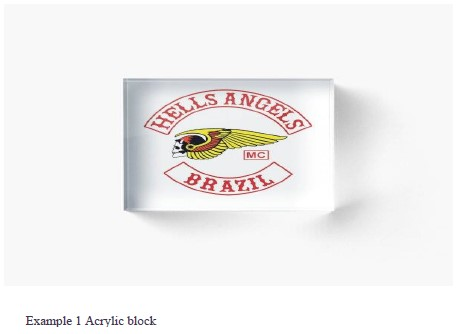 HELLS ANGELS
MC
BRAZIL
Example 1 Acrylic block